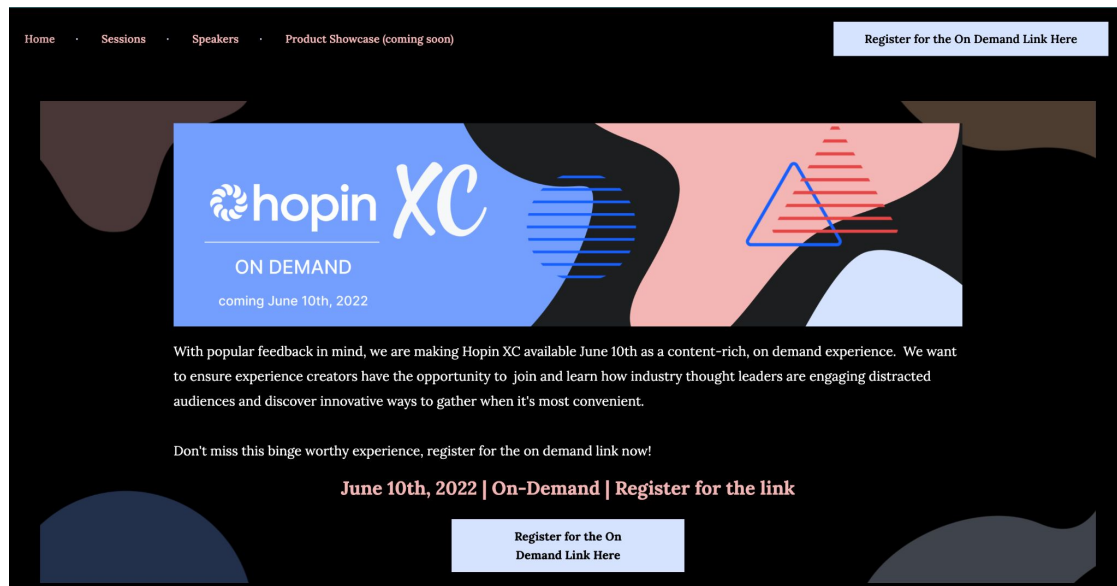 Home · Sessions · Speakers · Product Showcase (coming soon)
Register for the On Demand Link Here
hopin XC
ON DEMAND
coming June 10th, 2022
With popular feedback in mind, we are making Hopin XC available June 10th as a content-rich, on demand experience. We want
to ensure experience creators have the opportunity to join and learn how industry thought leaders are engaging distracted
audiences and discover innovative ways to gather when it's most convenient.
Don't miss this binge worthy experience, register for the on demand link now!
June 10th, 2022 | On-Demand | Register for the link
Register for the On
Demand Link Here